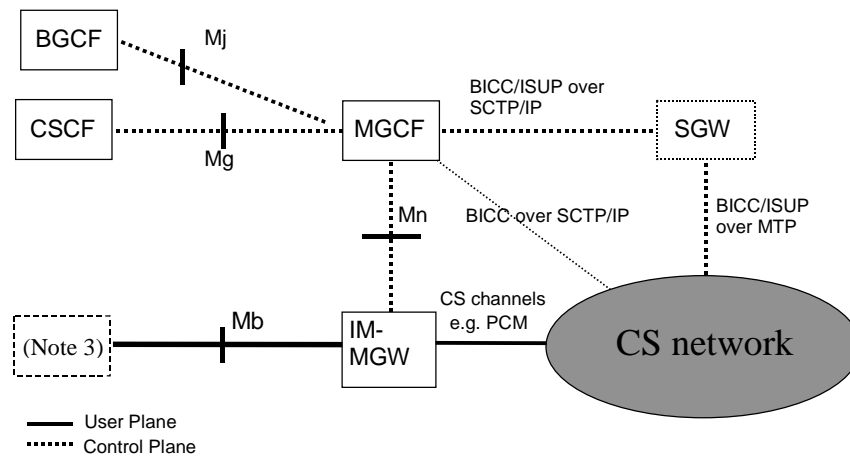 BGCF
Mj
BICC/ISUP over
SCTP/IP
CSCF
Mg
MGCF
SGW
Mn
BICC over SCTP/IP
BICC/ISUP
over MTP
CS channels
e.g. PCM
(Note 3)
Mb
IM-
MGW
CS network
User Plane
Control Plane